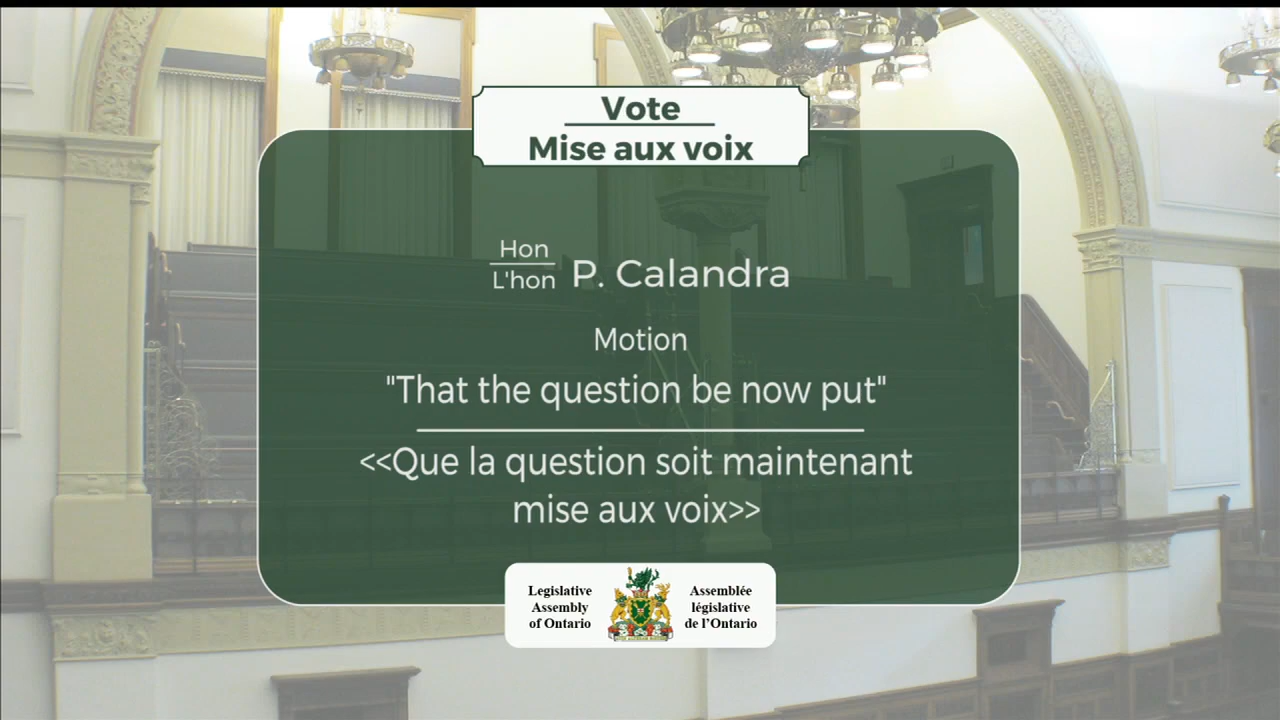 Vote
Mise aux voix
Hon
L'hon
P. Calandra
Motion
"That the question be now put"
<<Que la question soit maintenant
mise aux voix>>
Legislative
Assembly
of Ontario
Assemblée
législative
de l'Ontario